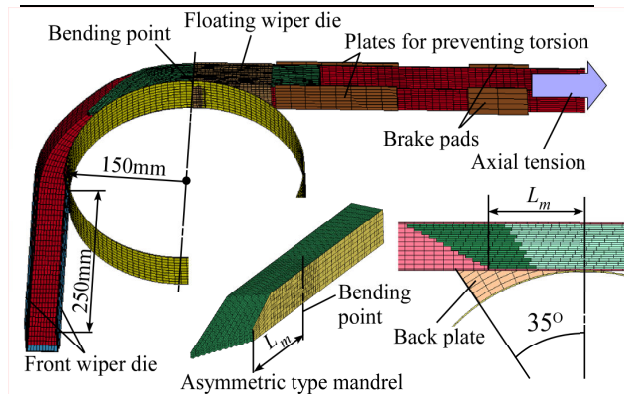 Floating wiper die
Bending point
Plates for preventing torsion
Brake pads
Axial tension
150mm
250mm
L_m
Bending
point
L_m
Back plate
35°
Front wiper die
Asymmetric type mandrel